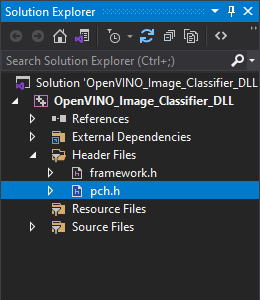 Solution Explorer
Search Solution Explorer (Ctrl+;)
Solution 'OpenVINO_Image_Classifier_DLL
OpenVINO_Image_Classifier_DLL
References
External Dependencies
Header Files
framework.h
pch.h
Resource Files
Source Files